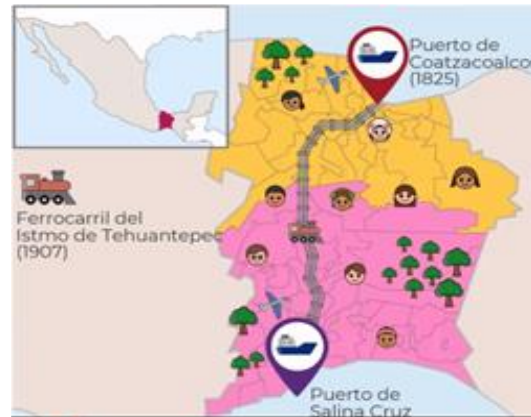 Puerto de
Coatzacoalco
(1825)
Ferrocarril del
Istmo de Tehuantepec
(1907)
Puerto de
Salina Cruz